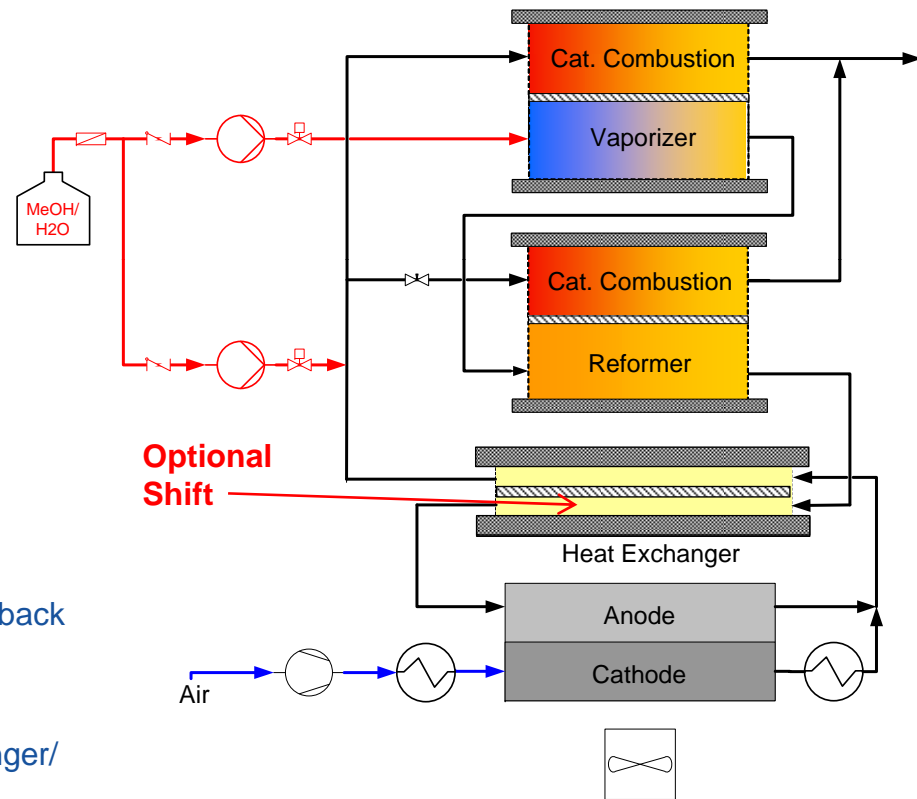 Cat. Combustion
Vaporizer
MeOH/
H2O
Cat. Combustion
Reformer
Optional
Shift
Heat Exchanger
back
Anode
Cathode
Air
nger/